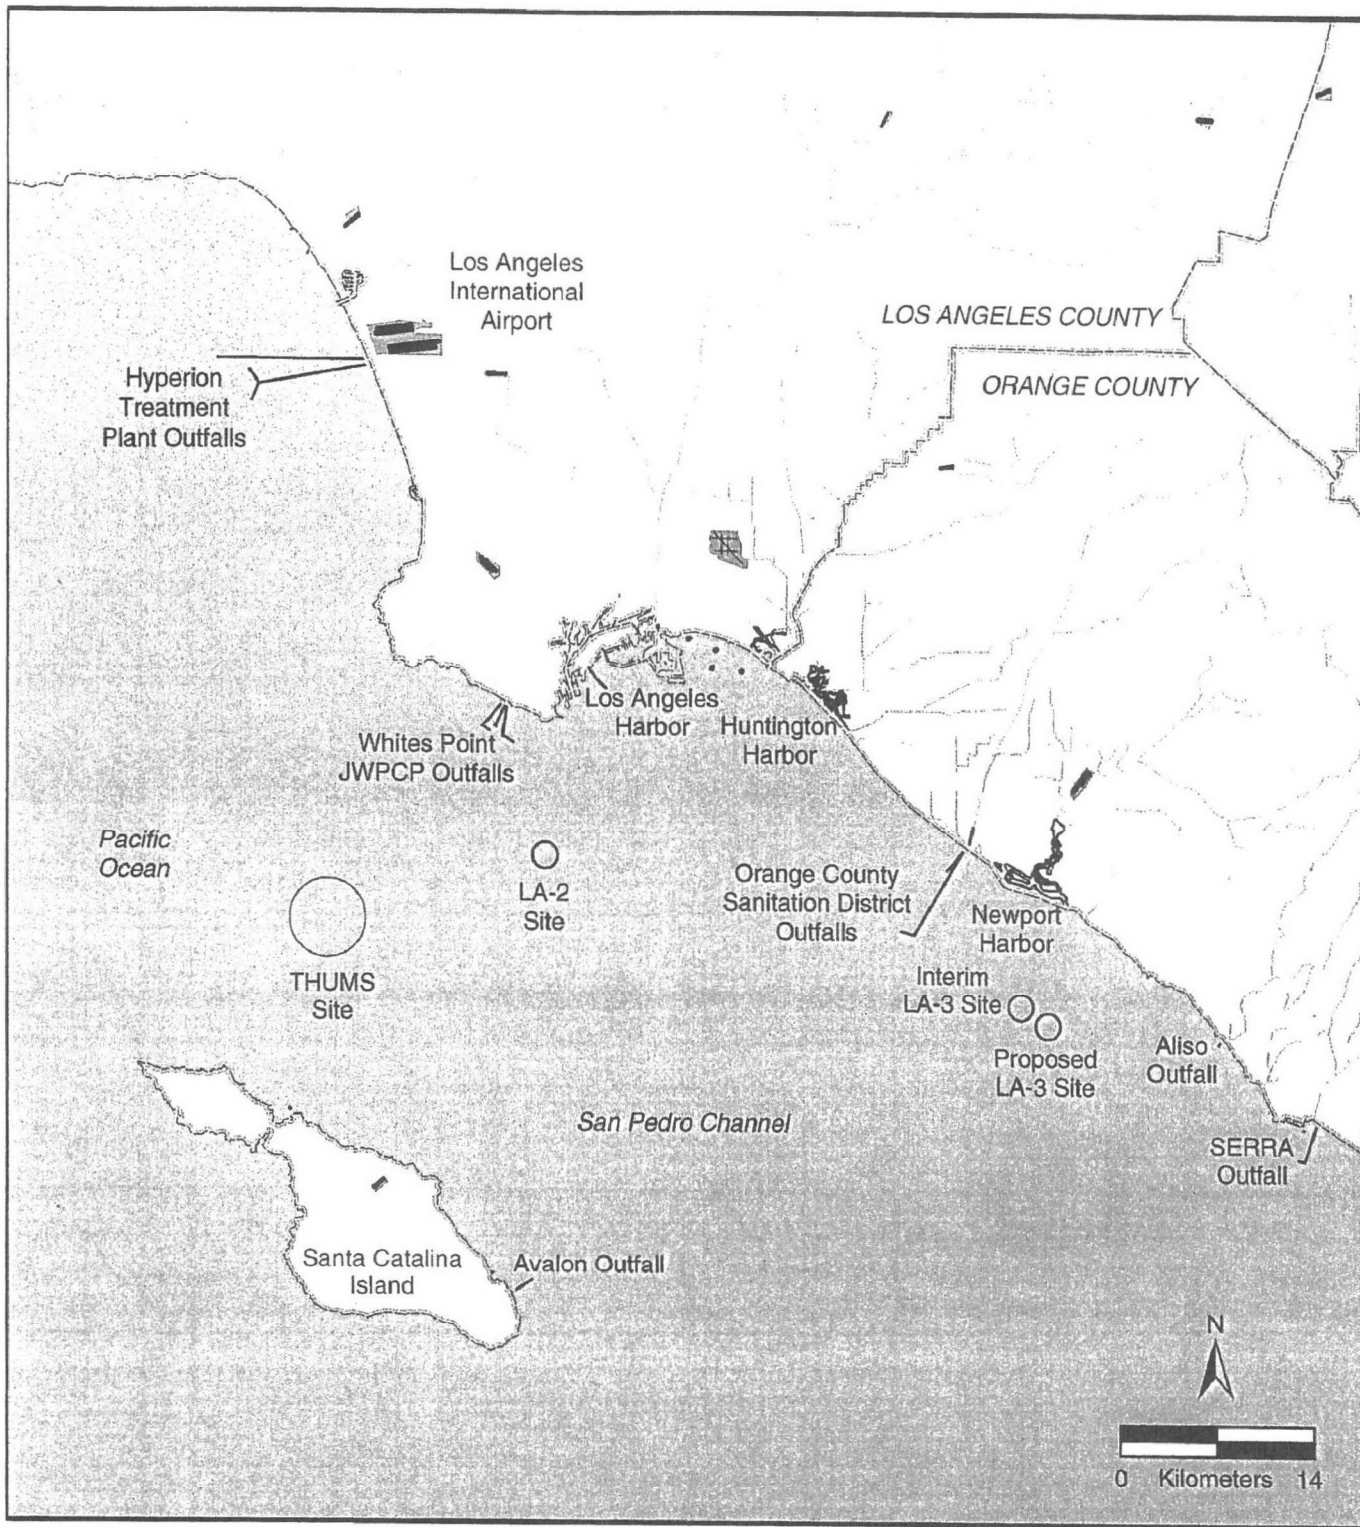 Los Angeles
International
Airport
LOS ANGELES COUNTY
ORANGE COUNTY
Hyperion
Treatment
Plant Outfalls
Los Angeles
Harbor
Huntington
Harbor
Whites Point
JWPCP Outfalls
Pacific
Ocean
LA-2
Site
Orange County
Sanitation District
Outfalls
Newport
Harbor
THUMS
Site
Interim
LA-3 Site
Proposed
LA-3 Site
Aliso
Outfall
San Pedro Channel
SERRA
Outfall
Santa Catalina
Island
Avalon Outfall
N
0 Kilometers 14